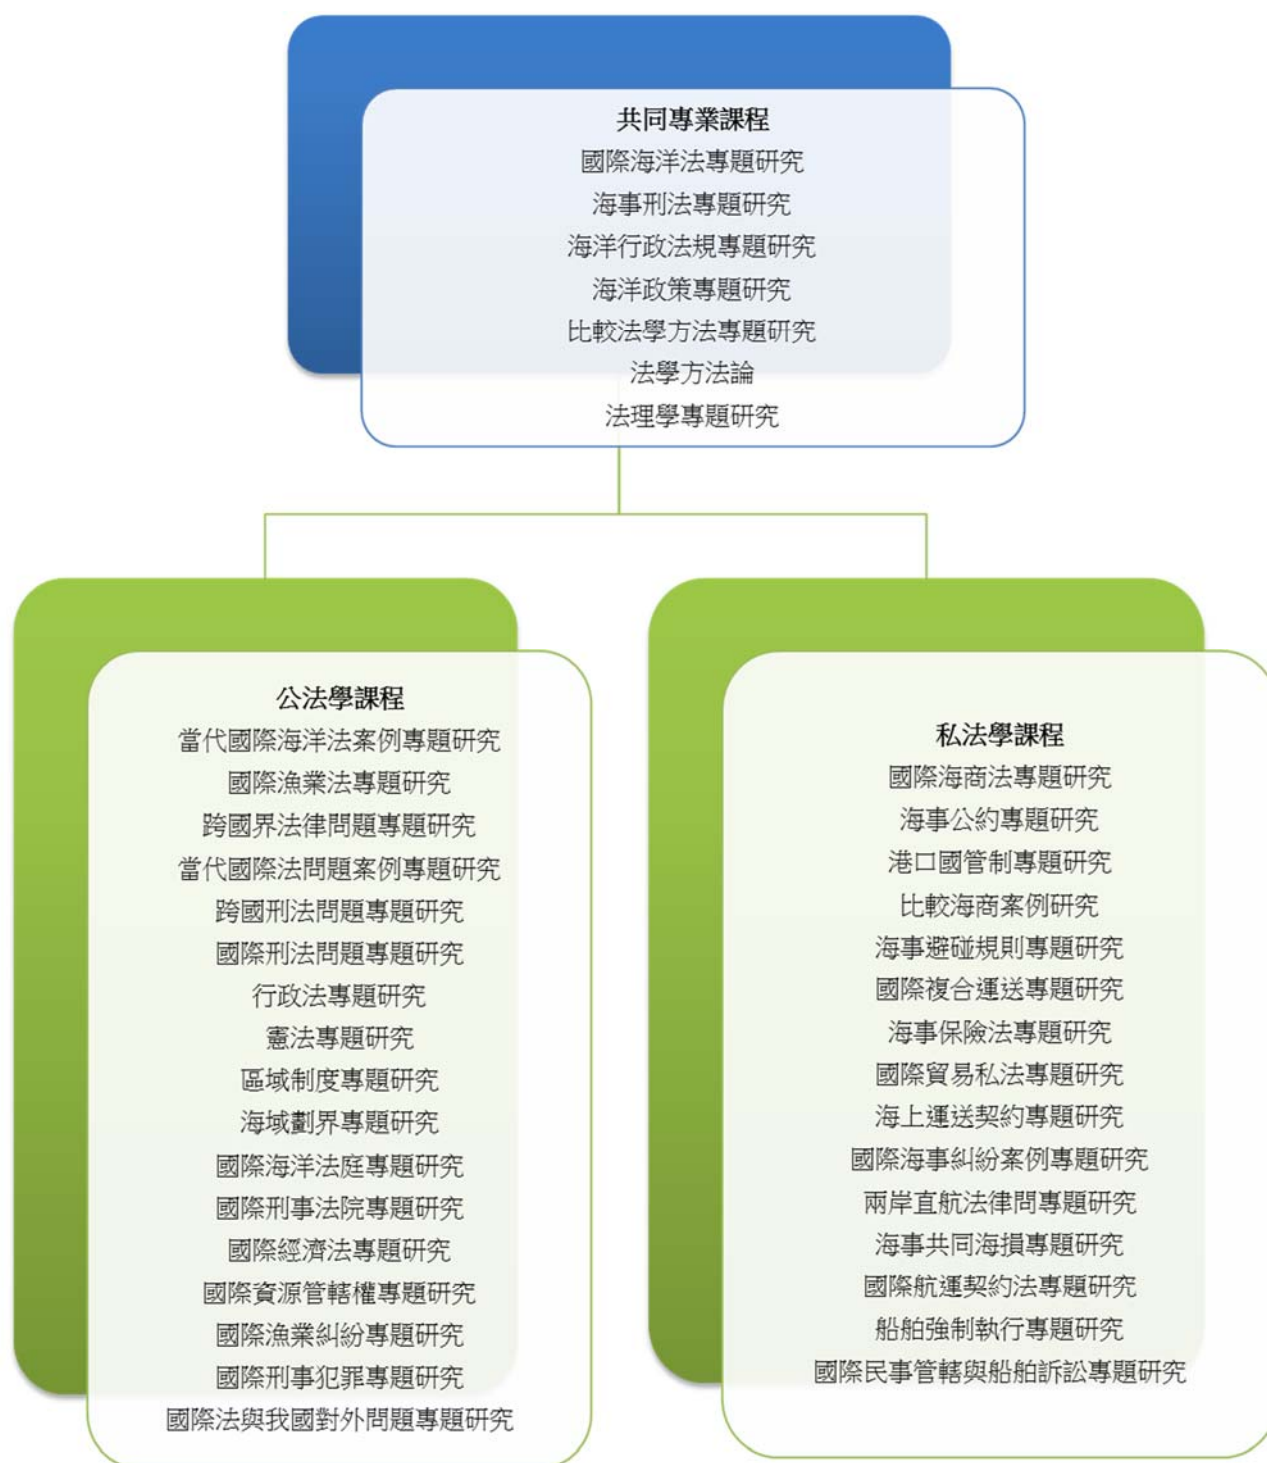 共同專業課程
國際海洋法專題研究
海事刑法專題研究
海洋行政法規專題研究
海洋政策專題研究
比較法學方法專題研究
法學方法論
法理學專題研究
公法學課程
當代國際海洋法案例專題研究
國際漁業法專題研究
跨國界法律問題專題研究
當代國際法問題案例專題研究
跨國刑法問題專題研究
國際刑法問題專題研究
行政法專題研究
憲法專題研究
區域制度專題研究
海域劃界專題研究
國際海洋法庭專題研究
國際刑事法院專題研究
國際經濟法專題研究
國際資源管轄權專題研究
國際漁業糾紛專題研究
國際刑事犯罪專題研究
國際法與我國對外問題專題研究
私法學課程
國際海商法專題研究
海事公約專題研究
港口國管制專題研究
比較海商案例研究
海事避碰規則專題研究
國際複合運送專題研究
海事保險法專題研究
國際貿易私法專題研究
海上運送契約專題研究
國際海事糾紛案例專題研究
兩岸直航法律問專題研究
海事共同海損專題研究
國際航運契約法專題研究
船舶強制執行專題研究
國際民事管轄與船舶訴訟專題研究